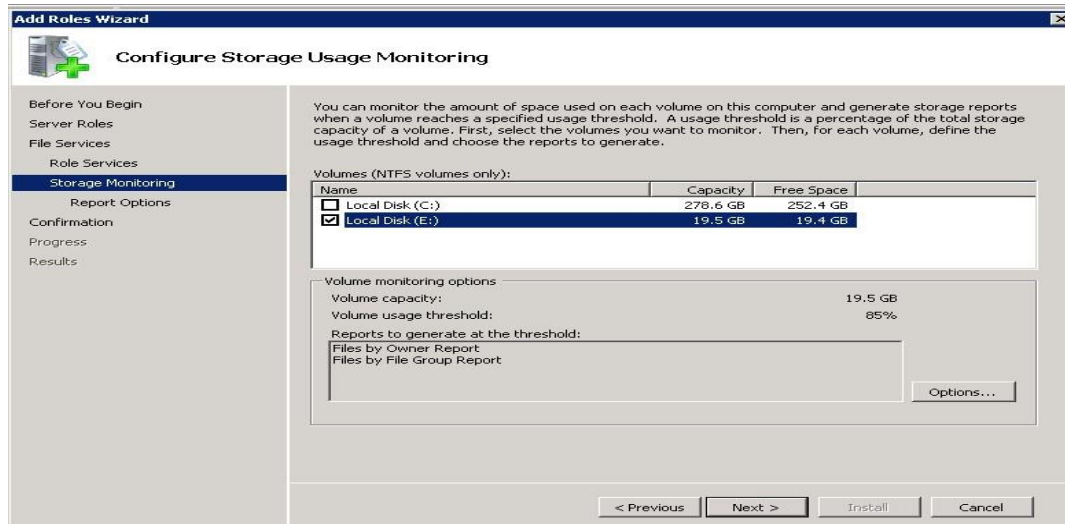 Add Roles Wizard
Configure Storage Usage Monitoring
Before You Begin
Server Roles
File Services
Role Services
Storage Monitoring
Report Options
Confirmation
Progress
Results
You can monitor the amount of space used on each volume on this computer and generate storage reports
when a volume reaches a specified usage threshold. A usage threshold is a percentage of the total storage
capacity of a volume. First, select the volumes you want to monitor. Then, for each volume, define the
usage threshold and choose the reports to generate.
Volumes (NTFS volumes only):
Name Capacity Free Space
Local Disk (C:) 278.6 GB 252.4 GB
Local Disk (E:) 19.5 GB 19.4 GB
Volume monitoring options
Volume capacity: 19.5 GB
Volume usage threshold: 85%
Reports to generate at the threshold:
Files by Owner Report
Files by File Group Report
Options...
< Previous Next > Install Cancel